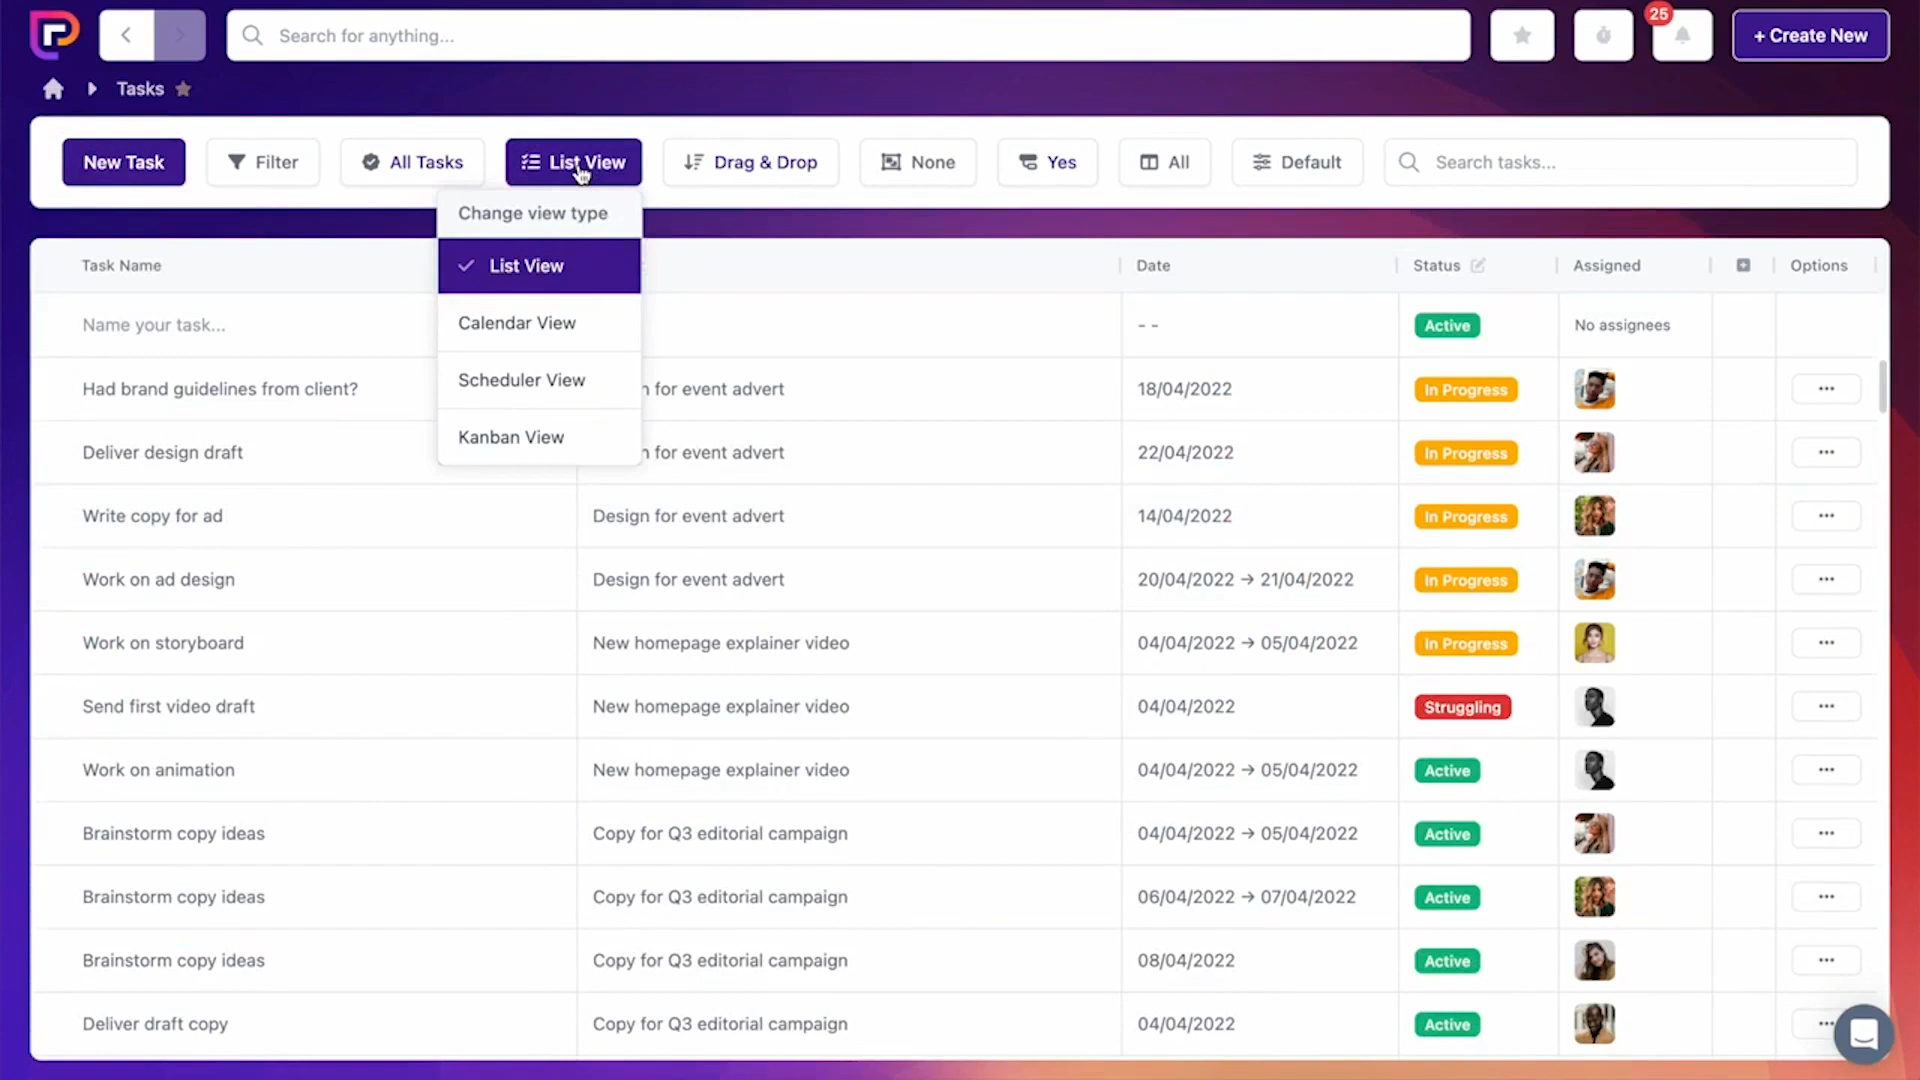 Search for anything...
25
+ Create New
Tasks
New Task
Filter
All Tasks
List View
Drag & Drop
None
Yes
All
Default
Search tasks...
Change view type
List View
Calendar View
Scheduler View
Kanban View
Task Name
Date
Status
Assigned
Options
Name your task...
- -
Active
No assignees
Had brand guidelines from client?
for event advert
18/04/2022
In Progress
Deliver design draft
for event advert
22/04/2022
In Progress
Write copy for ad
Design for event advert
14/04/2022
In Progress
Work on ad design
Design for event advert
20/04/2022 → 21/04/2022
In Progress
Work on storyboard
New homepage explainer video
04/04/2022 → 05/04/2022
In Progress
Send first video draft
New homepage explainer video
04/04/2022
Struggling
Work on animation
New homepage explainer video
04/04/2022 → 05/04/2022
Active
Brainstorm copy ideas
Copy for Q3 editorial campaign
04/04/2022 → 05/04/2022
Active
Brainstorm copy ideas
Copy for Q3 editorial campaign
06/04/2022 → 07/04/2022
Active
Brainstorm copy ideas
Copy for Q3 editorial campaign
08/04/2022
Active
Deliver draft copy
Copy for Q3 editorial campaign
04/04/2022
Active